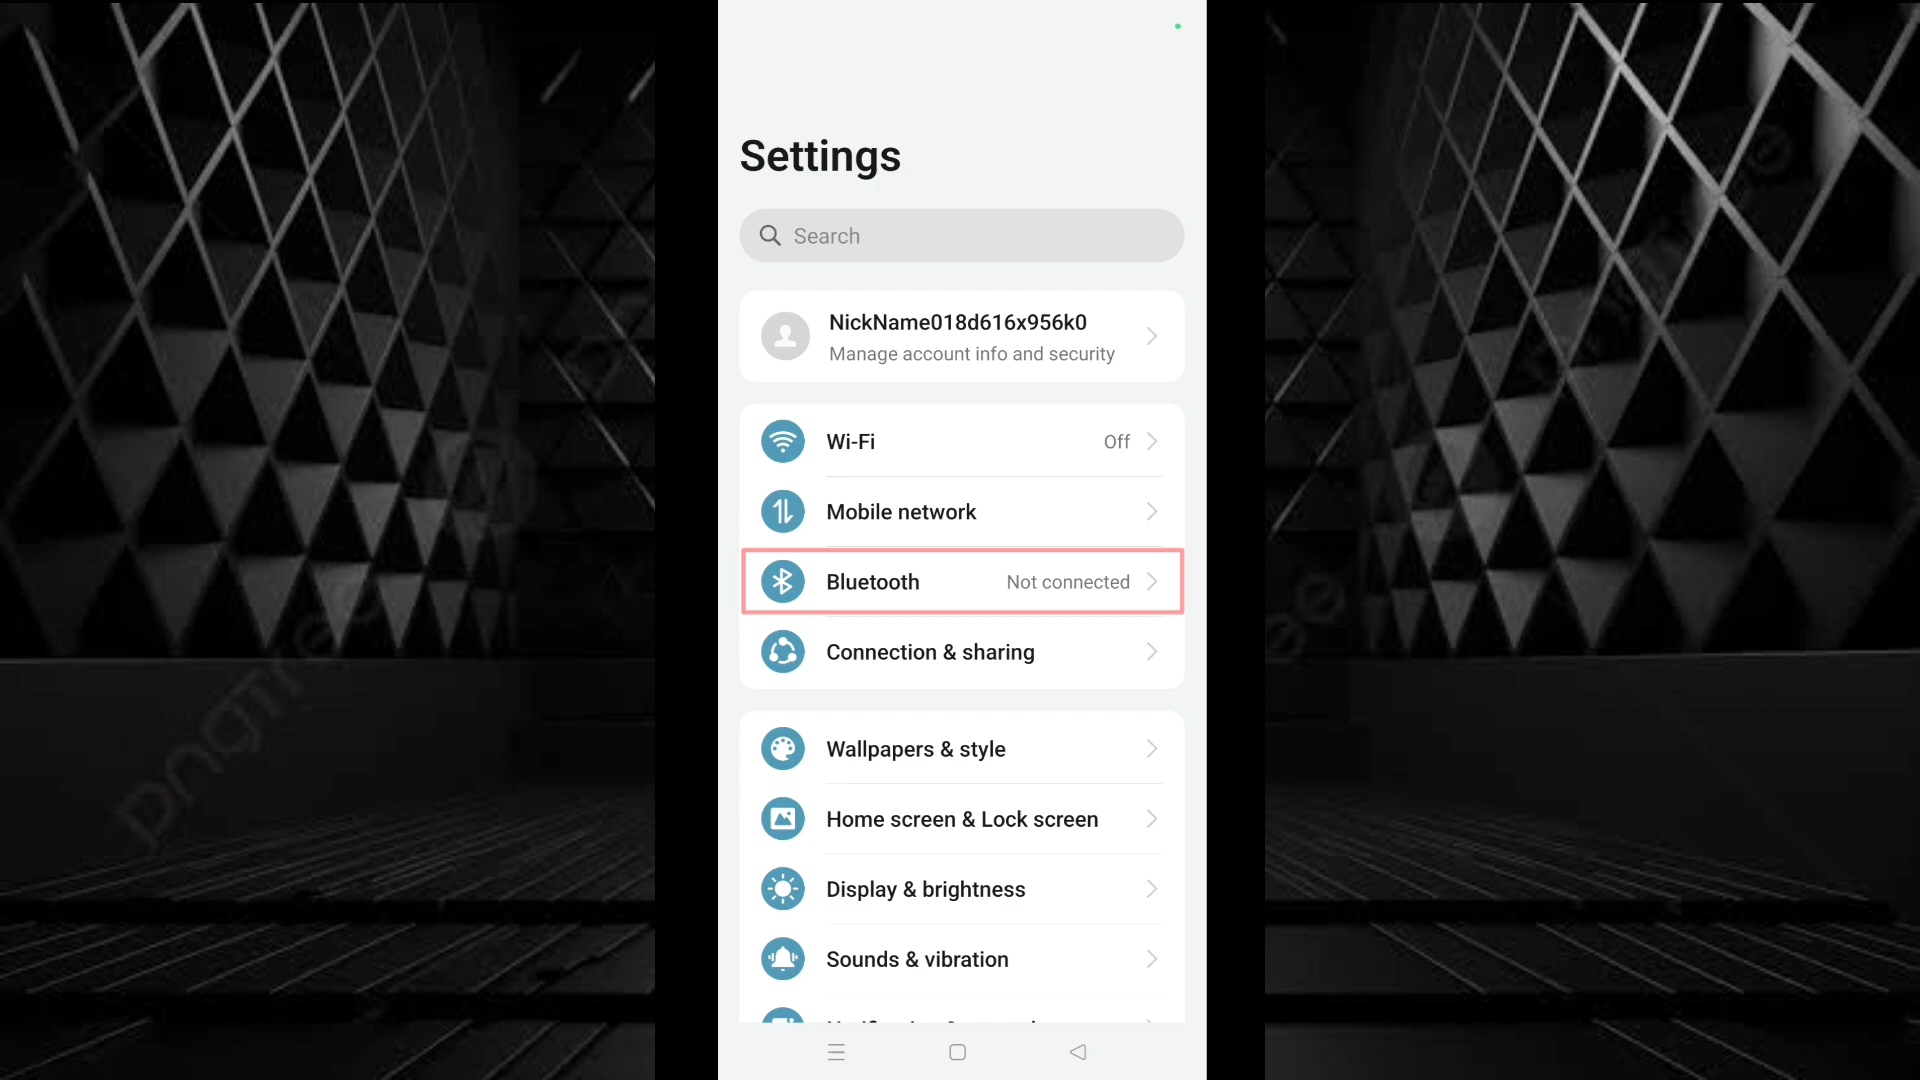 Settings
Search
NickName018d616x956k0
Manage account info and security
Wi-Fi Off
Mobile network
Bluetooth Not connected
Connection & sharing
Wallpapers & style
Home screen & Lock screen
Display & brightness
Sounds & vibration
pngtree